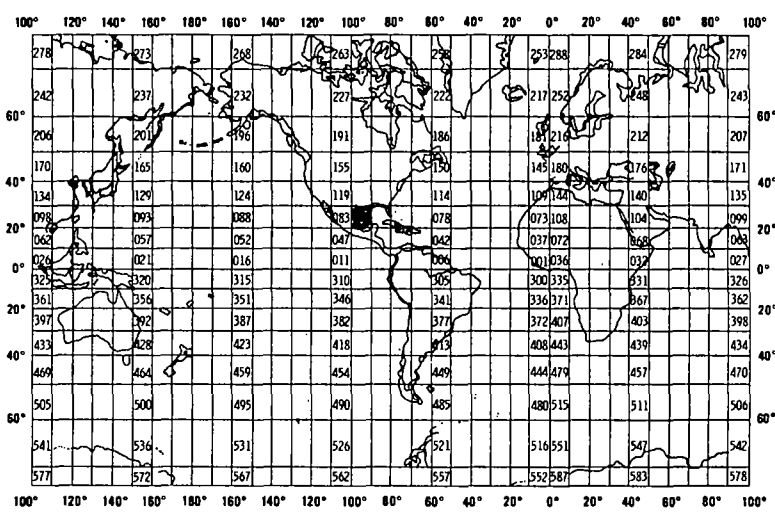 100° 120° 140° 160° 180° 160° 140° 120° 100° 80° 60° 40° 20° 0° 20° 40° 60° 80° 100°
278 273 268 263 258 253 288 284 279
242 237 232 227 222 217 252 248 243
60° 60°
206 201 196 191 186 181 216 212 207
170 165 160 155 150 145 180 176 171
40° 40°
134 129 124 119 114 109 144 140 135
098 093 088 083 078 073 108 104 099
20° 20°
062 057 052 047 042 037 072 068 063
026 021 016 011 006 001 036 032 027
0° 0°
325 320 315 310 305 300 335 331 326
361 356 351 346 341 336 371 367 362
20° 20°
397 392 387 382 377 372 407 403 398
433 428 423 418 413 408 443 439 434
40° 40°
469 464 459 454 449 444 479 457 470
505 500 495 490 485 480 515 511 506
60° 60°
541 536 531 526 521 516 551 547 542
577 572 567 562 557 552 587 583 578
100° 120° 140° 160° 180° 160° 140° 120° 100° 80° 60° 40° 20° 0° 20° 40° 60° 80° 100°